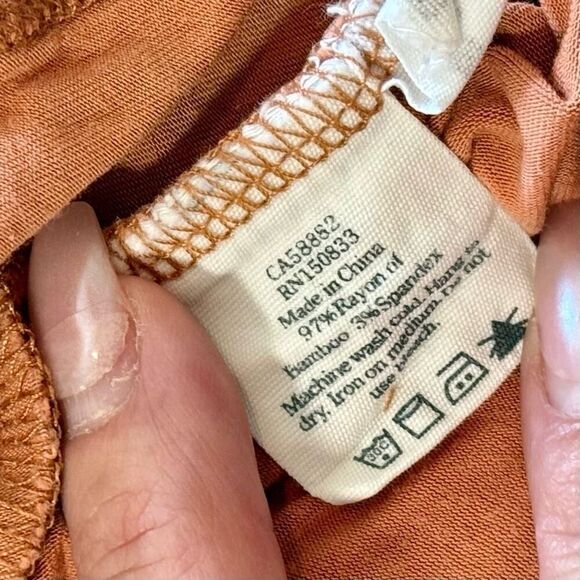 CA58882
RN150833
Made in China
97%Rayon of
bamboo 3%Spandex
Machine wash cold. Hang to
dry. Iron on medium. Do not
use bleach.
30C